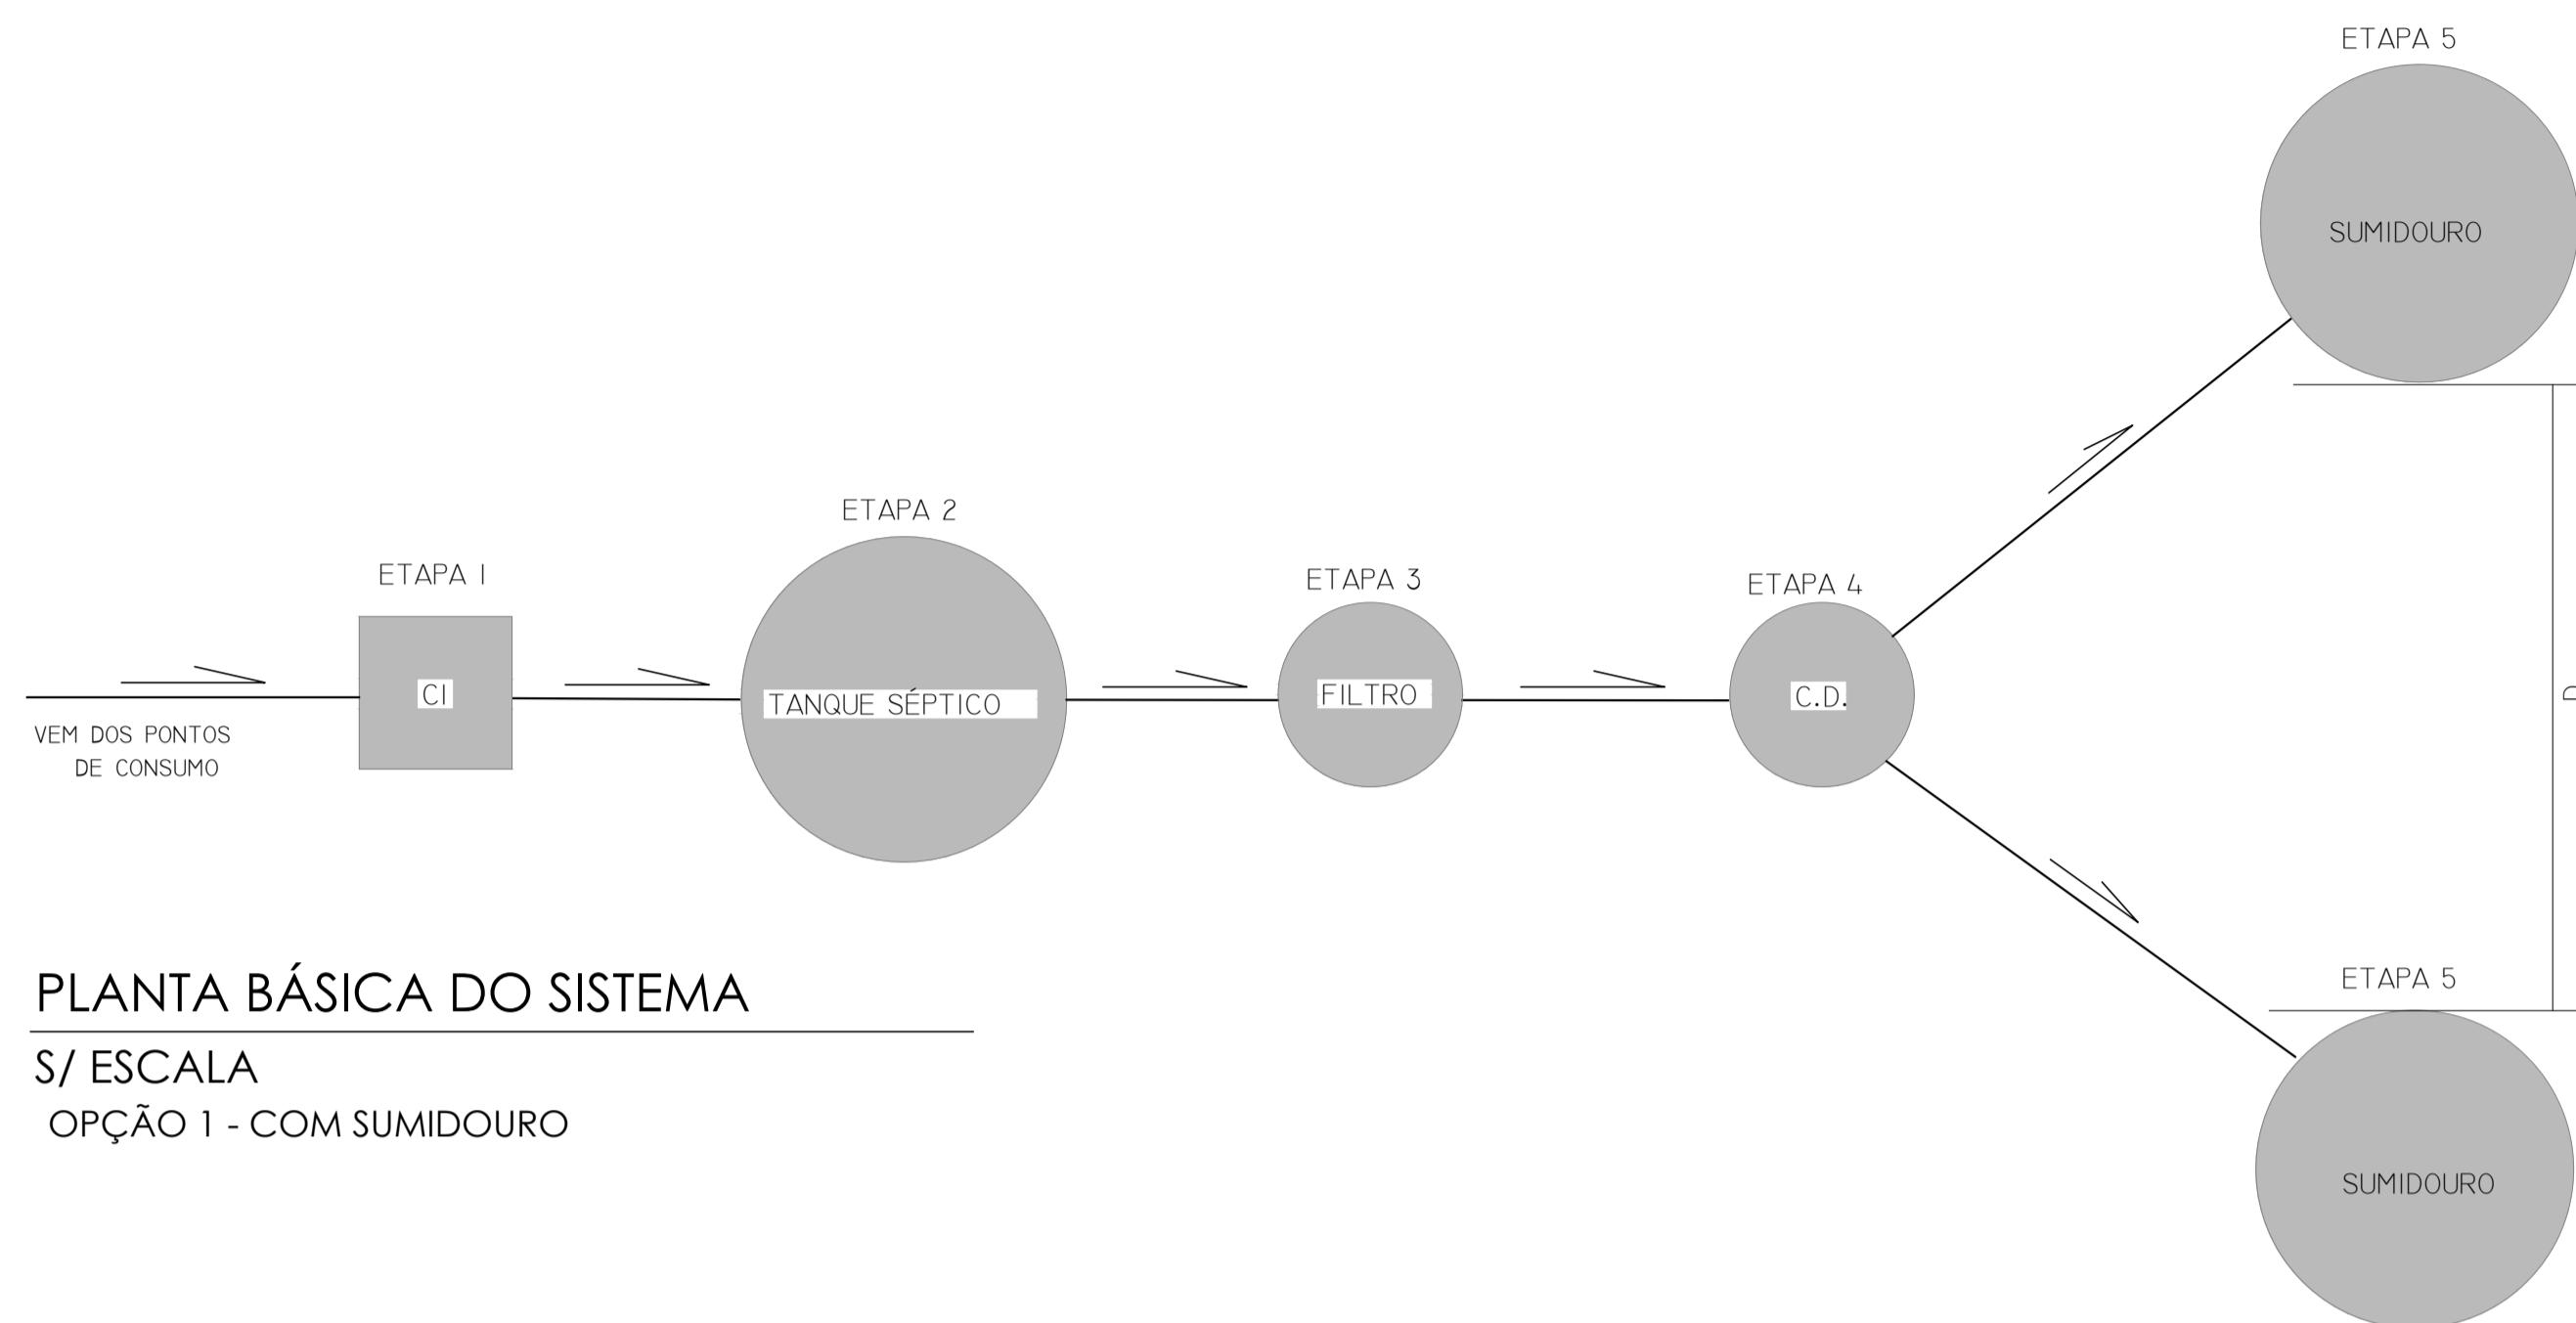 ETAPA 5
SUMIDOURO
ETAPA 2
ETAPA 1
ETAPA 3
ETAPA 4
CI
TANQUE SÉPTICO
FILTRO
C.D.
D
VEM DOS PONTOS
DE CONSUMO
PLANTA BÁSICA DO SISTEMA
S/ ESCALA
OPÇÃO 1 - COM SUMIDOURO
ETAPA 5
SUMIDOURO